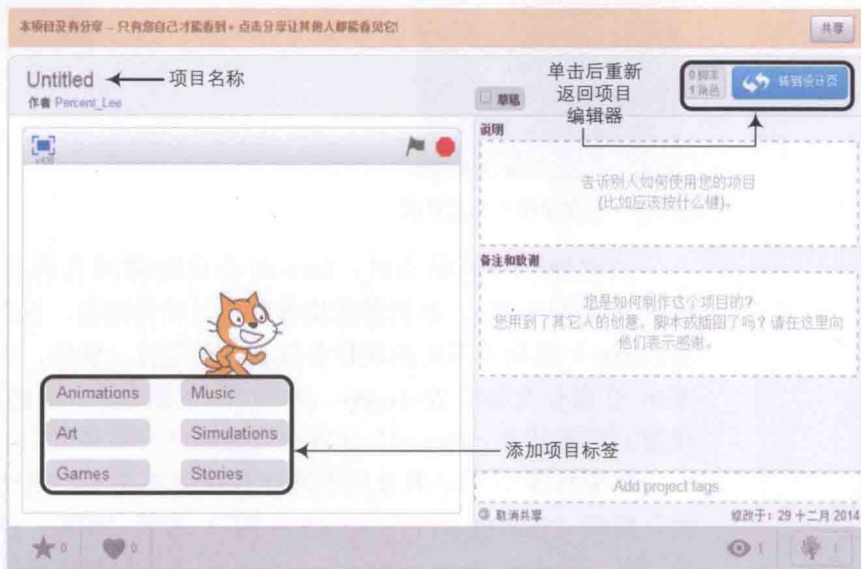 本项目没有分享 – 只有您自己才能看到。点击分享让其他人都能看见它!
共享
Untitled
项目名称
作者 Percent_Lee
草稿
单击后重新
返回项目
编辑器
0 脚本
1 角色
转到设计页
v430
说明
告诉别人如何使用您的项目
(比如应该按什么键)。
备注和致谢
您是如何制作这个项目的?
您用到了其它人的创意、脚本或插图了吗? 请在这里向
他们表示感谢。
Animations
Music
Art
Simulations
Games
Stories
添加项目标签
Add project tags.
取消共享
修改于: 29 十二月 2014
0
0
1
1